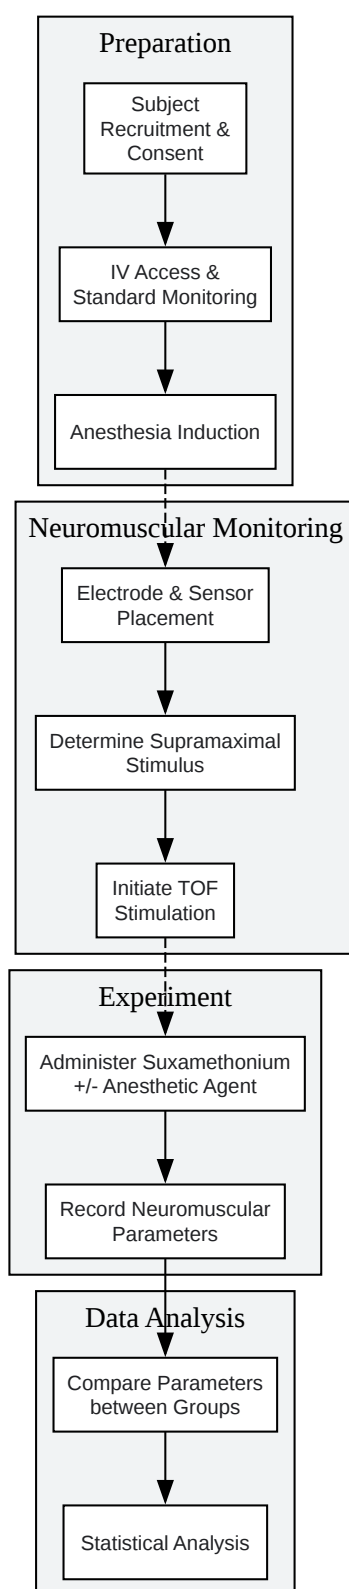 Preparation
Subject
Recruitment &
Consent
IV Access &
Standard Monitoring
Anesthesia Induction
Neuromuscular Monitoring
Electrode & Sensor
Placement
Determine Supramaximal
Stimulus
Initiate TOF
Stimulation
Experiment
Administer Suxamethonium
+/- Anesthetic Agent
Record Neuromuscular
Parameters
Data Analysis
Compare Parameters
between Groups
Statistical Analysis